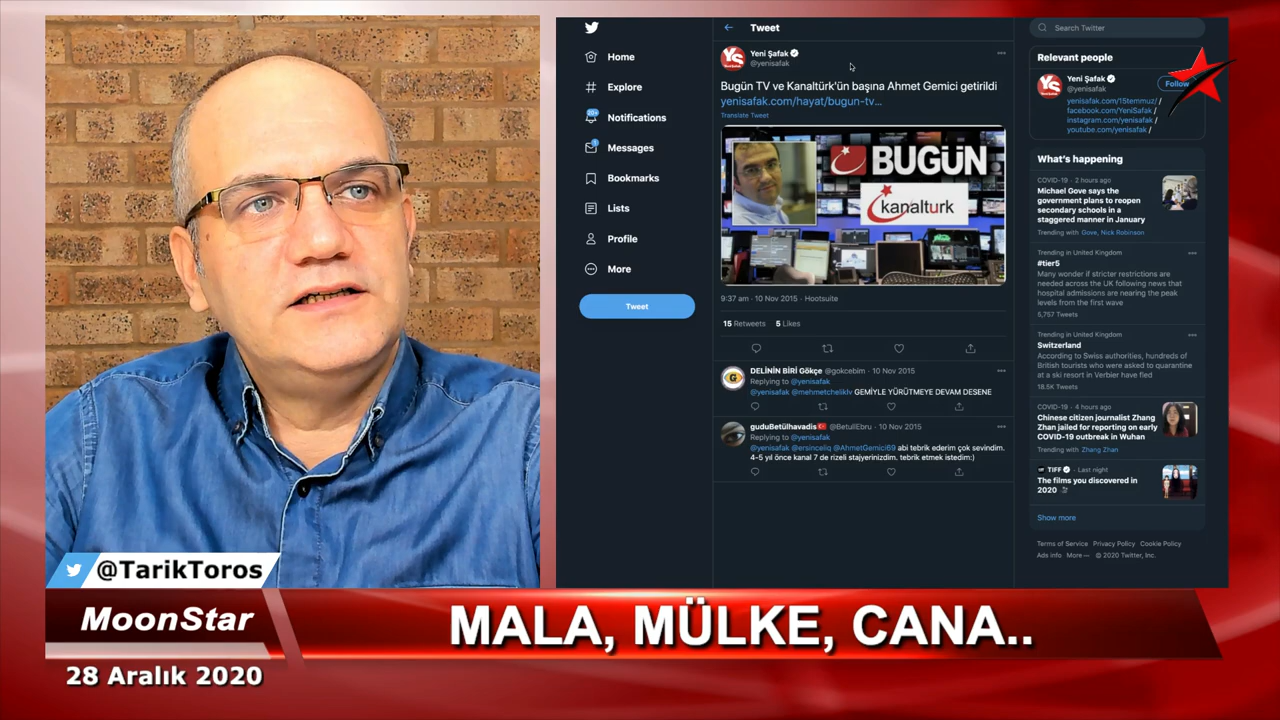 Home
Explore
20+
Notifications
Messages
Bookmarks
Lists
Profile
More
Tweet
Tweet
Yeni Şafak
@yenisafak
Bugün TV ve Kanaltürk'ün başına Ahmet Gemici getirildi
yenisafak.com/hayat/bugun-tv...
Translate Tweet
BUGÜN
kanaltürk
9:37 am · 10 Nov 2015 · Hootsuite
15 Retweets 5 Likes
DELİNİN BİRİ Gökçe @gokcebim · 10 Nov 2015
Replying to @yenisafak
@yenisafak @mehmetcheliklv GEMİYLE YÜRÜTMEYE DEVAM DESENE
guduBetülhavadis @BetulEbru · 10 Nov 2015
Replying to @yenisafak
@yenisafak @ersinceliq @AhmetGemici69 abi tebrik ederim çok sevindim.
4-5 yıl önce kanal 7 de rizeli stajyerinizdim. tebrik etmek istedim:)
Search Twitter
Relevant people
Yeni Şafak
@yenisafak
Follow
yenisafak.com/15temmuz/ /
facebook.com/YeniSafak /
instagram.com/yenisafak /
youtube.com/yenisafak /
What's happening
COVID-19 · 2 hours ago
Michael Gove says the
government plans to reopen
secondary schools in a
staggered manner in January
Trending with · Gove, Nick Robinson
Trending in United Kingdom
#tier5
Many wonder if stricter restrictions are
needed across the UK following news that
hospital admissions are nearing the peak
levels from the first wave
5,757 Tweets
Trending in United Kingdom
Switzerland
According to Swiss authorities, hundreds of
British tourists who were asked to quarantine
at a ski resort in Verbier have fled
18.5K Tweets
COVID-19 · 4 hours ago
Chinese citizen journalist Zhang
Zhan jailed for reporting on early
COVID-19 outbreak in Wuhan
Trending with · Zhang Zhan
TIFF · Last night
The films you discovered in
2020
Show more
Terms of Service Privacy Policy Cookie Policy
Ads info More ··· © 2020 Twitter, Inc.
@TarikToros
MoonStar
28 Aralık 2020
MALA, MÜLKE, CANA..